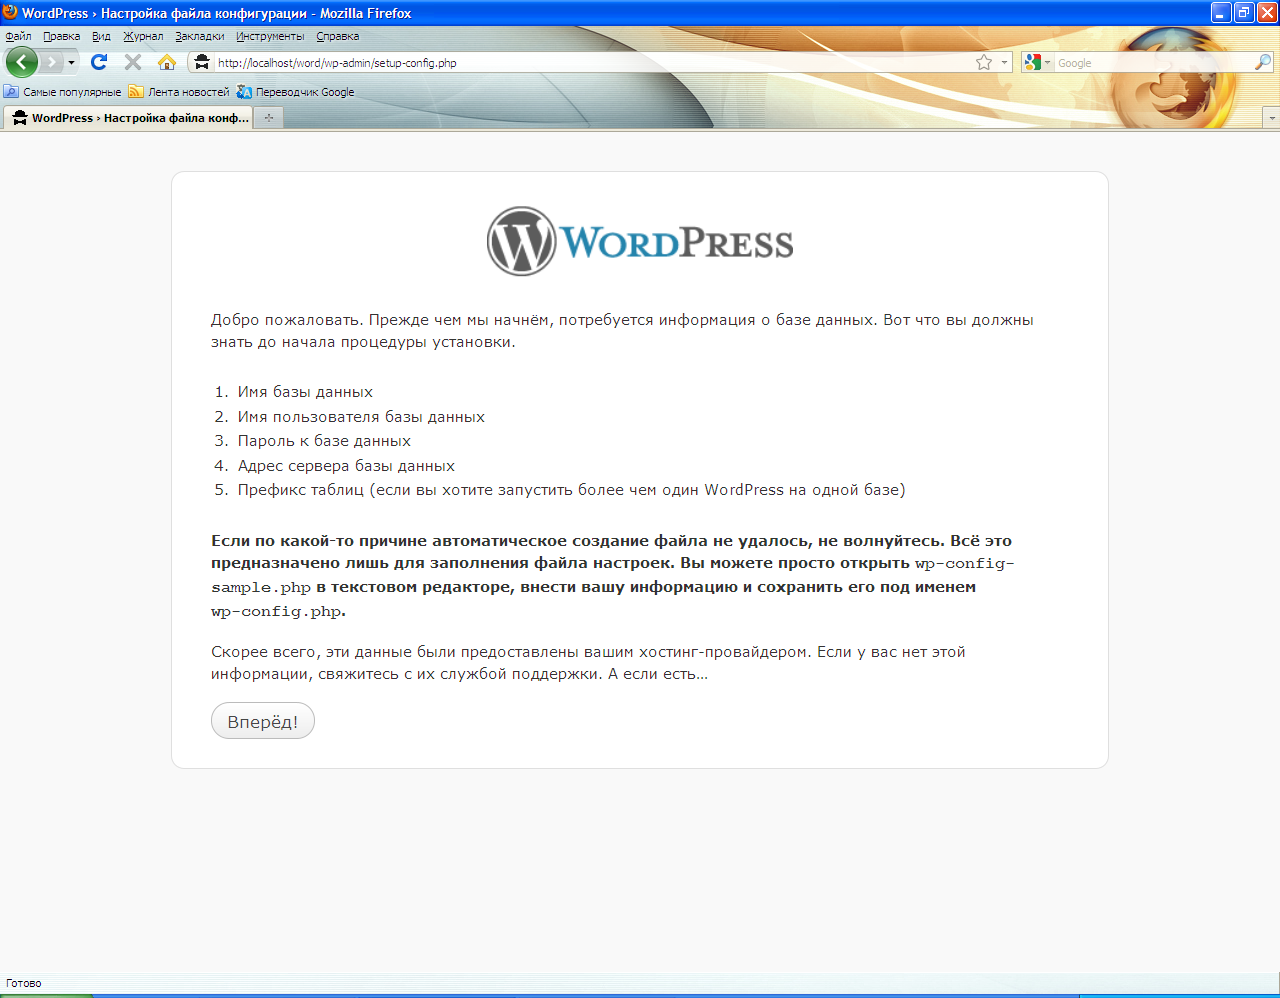 WordPress › Настройка файла конфигурации - Mozilla Firefox
Файл Правка Вид Журнал Закладки Инструменты Справка
http://localhost/word/wp-admin/setup-config.php Google
Самые популярные Лента новостей Переводчик Google
WordPress › Настройка файла конф...
WORDPRESS
Добро пожаловать. Прежде чем мы начнём, потребуется информация о базе данных. Вот что вы должны
знать до начала процедуры установки.
1. Имя базы данных
2. Имя пользователя базы данных
3. Пароль к базе данных
4. Адрес сервера базы данных
5. Префикс таблиц (если вы хотите запустить более чем один WordPress на одной базе)
Если по какой-то причине автоматическое создание файла не удалось, не волнуйтесь. Всё это
предназначено лишь для заполнения файла настроек. Вы можете просто открыть wp-config-
sample.php в текстовом редакторе, внести вашу информацию и сохранить его под именем
wp-config.php.
Скорее всего, эти данные были предоставлены вашим хостинг-провайдером. Если у вас нет этой
информации, свяжитесь с их службой поддержки. А если есть…
Вперёд!
Готово